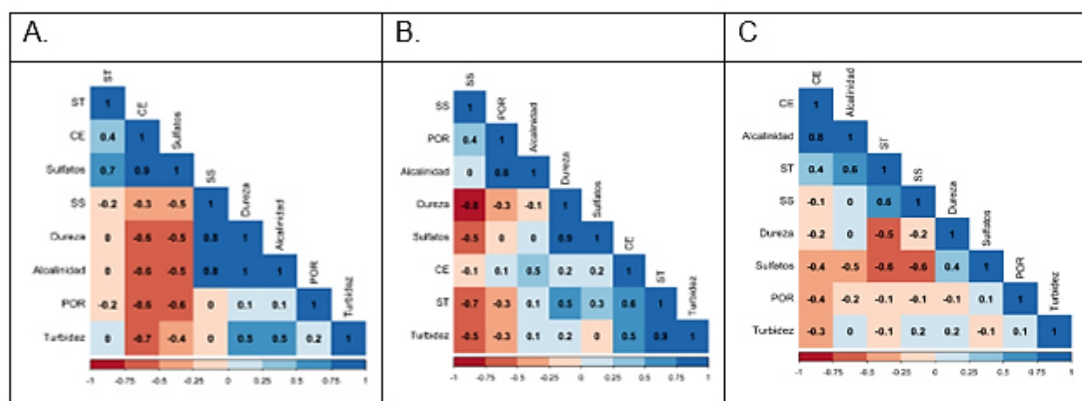 A.
B.
C
ST
ST 1 CE
CE 0.4 1 Sulfatos
Sulfatos 0.7 0.9 1 SS
SS -0.2 -0.3 -0.5 1 Dureza
Dureza 0 -0.6 -0.5 0.8 1 Alcalinidad
Alcalinidad 0 -0.6 -0.5 0.8 1 1 POR
POR -0.2 -0.6 -0.6 0 0.1 0.1 1 Turbidez
Turbidez 0 -0.7 -0.4 0 0.5 0.5 0.2 1
-1 -0.75 -0.5 -0.25 0 0.25 0.5 0.75 1
SS
SS 1 POR
POR 0.4 1 Alcalinidad
Alcalinidad 0 0.8 1 Dureza
Dureza -0.8 -0.3 -0.1 1 Sulfatos
Sulfatos -0.5 0 0 0.9 1 CE
CE -0.1 0.1 0.5 0.2 0.2 1 ST
ST -0.7 -0.3 0.1 0.5 0.3 0.6 1 Turbidez
Turbidez -0.5 -0.3 -0.1 0.2 0 0.5 0.9 1
-1 -0.75 -0.5 -0.25 0 0.25 0.5 0.75 1
CE
CE 1 Alcalinidad
Alcalinidad 0.8 1 ST
ST 0.4 0.6 1 SS
SS -0.1 0 0.6 1 Dureza
Dureza -0.2 0 -0.5 -0.2 1 Sulfatos
Sulfatos -0.4 -0.5 -0.6 -0.6 0.4 1 POR
POR -0.4 -0.2 -0.1 -0.1 -0.1 0.1 1 Turbidez
Turbidez -0.3 0 -0.1 0.2 0.2 -0.1 0.1 1
-1 -0.75 -0.5 -0.25 0 0.25 0.5 0.75 1